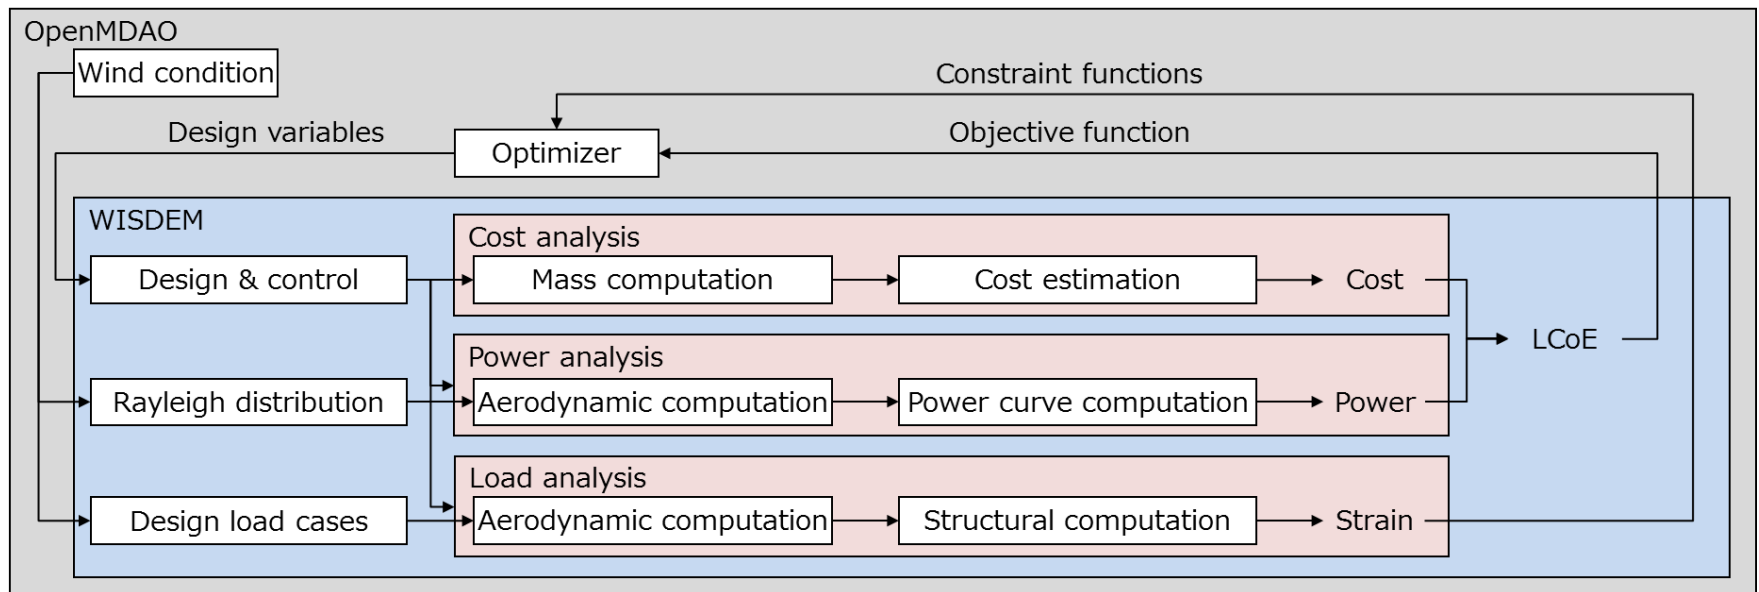 OpenMDAO
Wind condition
Constraint functions
Design variables
Optimizer
Objective function
WISDEM
Cost analysis
Design & control
Mass computation
Cost estimation
Cost
LCoE
Power analysis
Rayleigh distribution
Aerodynamic computation
Power curve computation
Power
Load analysis
Design load cases
Aerodynamic computation
Structural computation
Strain